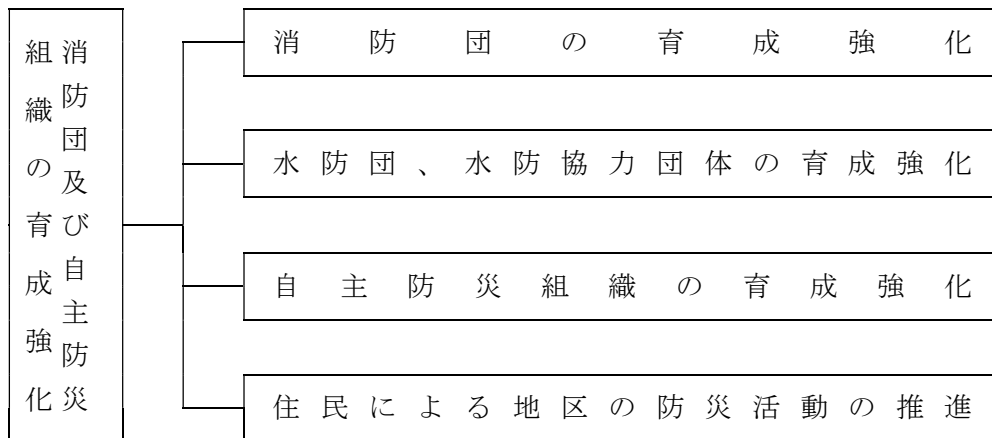 消防団及び自主防災
組織の育成強化
消防団の育成強化
水防団、水防協力団体の育成強化
自主防災組織の育成強化
住民による地区の防災活動の推進